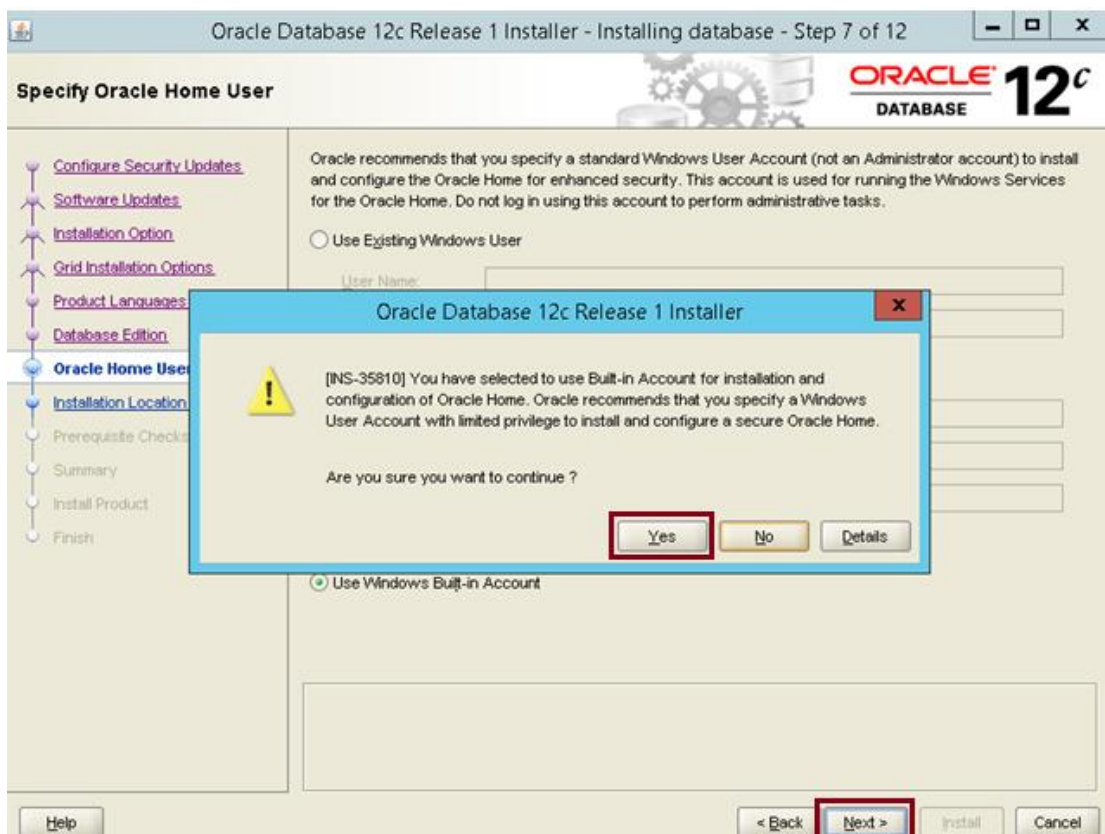 Oracle Database 12c Release 1 Installer - Installing database - Step 7 of 12
Specify Oracle Home User
ORACLE
DATABASE
12c
Configure Security Updates
Software Updates
Installation Option
Grid Installation Options
Product Languages
Database Edition
Oracle Home User
Installation Location
Prerequisite Checks
Summary
Install Product
Finish
Oracle recommends that you specify a standard Windows User Account (not an Administrator account) to install
and configure the Oracle Home for enhanced security. This account is used for running the Windows Services
for the Oracle Home. Do not log in using this account to perform administrative tasks.
Use Existing Windows User
User Name:
Oracle Database 12c Release 1 Installer
[INS-35810] You have selected to use Built-in Account for installation and
configuration of Oracle Home. Oracle recommends that you specify a Windows
User Account with limited privilege to install and configure a secure Oracle Home.
Are you sure you want to continue ?
Yes No Details
Use Windows Built-in Account
Help
< Back Next > Install Cancel